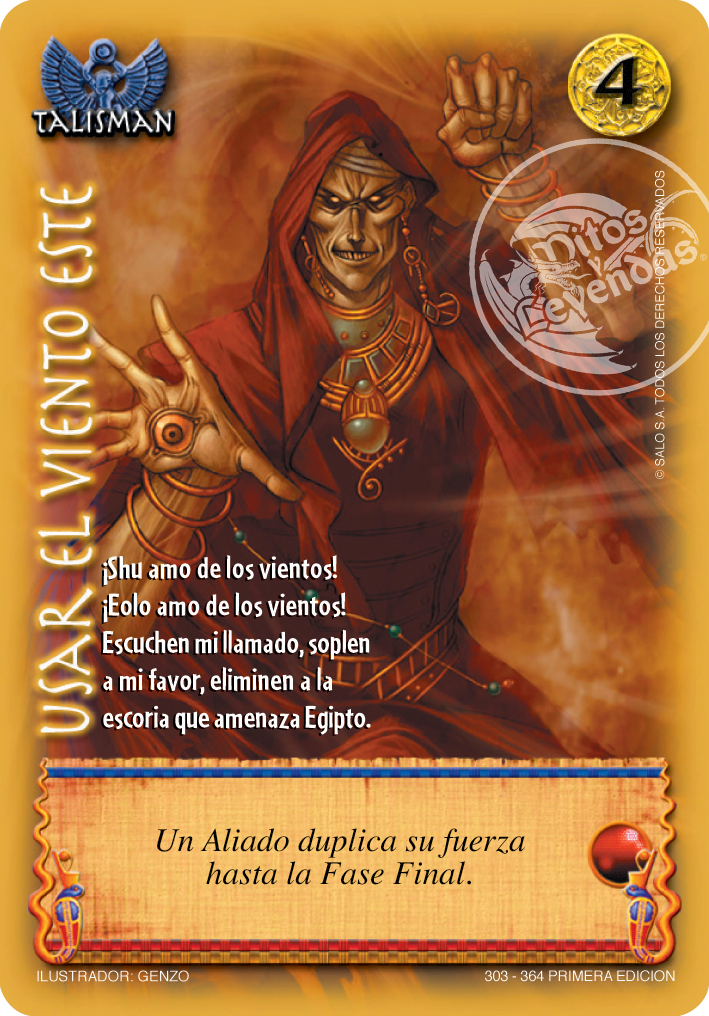 TALISMAN
4
USAR EL VIENTO ESTE
Mitos
y
Leyendas
© SALO S.A. TODOS LOS DERECHOS RESERVADOS
¡Shu amo de los vientos!
¡Eolo amo de los vientos!
Escuchen mi llamado, soplen
a mi favor, eliminen a la
escoria que amenaza Egipto.
Un Aliado duplica su fuerza
hasta la Fase Final.
ILUSTRADOR: GENZO
303 - 364 PRIMERA EDICION